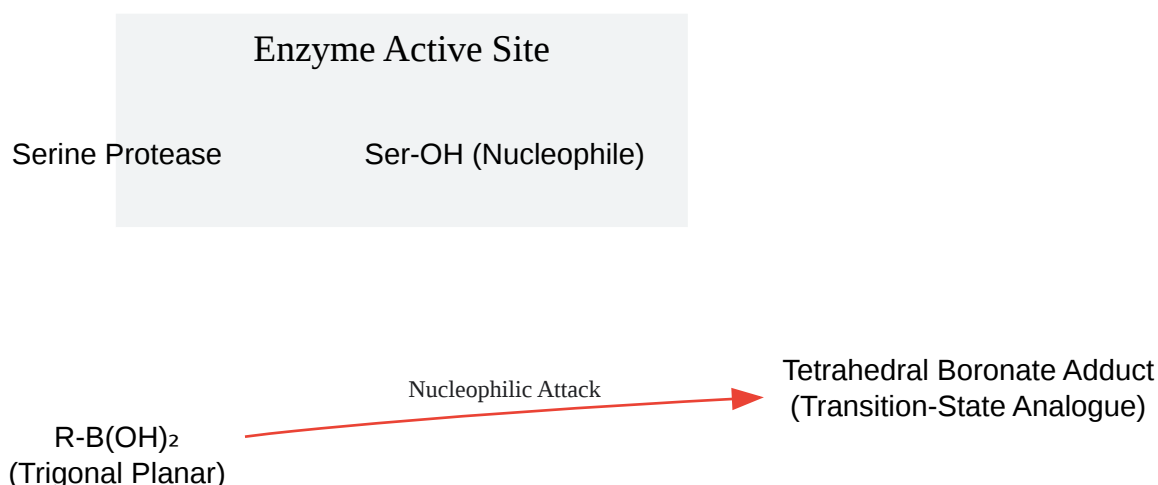 Enzyme Active Site
Serine Protease
Ser-OH (Nucleophile)
Nucleophilic Attack
Tetrahedral Boronate Adduct
(Transition-State Analogue)
R-B(OH)₂
(Trigonal Planar)